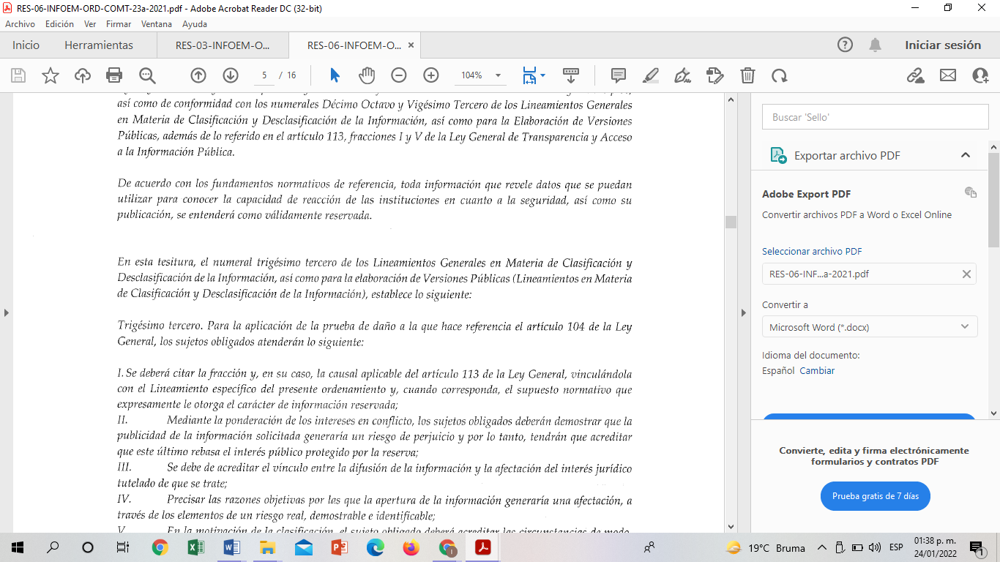 RES-06-INFOEM-ORD-COMT-23a-2021.pdf - Adobe Acrobat Reader DC (32-bit)
Archivo Edición Ver Firmar Ventana Ayuda
Inicio Herramientas RES-03-INFOEM-O... RES-06-INFOEM-O... × Iniciar sesión
5 / 16 104%
así como de conformidad con los numerales Décimo Octavo y Vigésimo Tercero de los Lineamientos Generales
en Materia de Clasificación y Desclasificación de la Información, así como para la Elaboración de Versiones
Públicas, además de lo referido en el artículo 113, fracciones I y V de la Ley General de Transparencia y Acceso
a la Información Pública.
De acuerdo con los fundamentos normativos de referencia, toda información que revele datos que se puedan
utilizar para conocer la capacidad de reacción de las instituciones en cuanto a la seguridad, así como su
publicación, se entenderá como válidamente reservada.
En esta tesitura, el numeral trigésimo tercero de los Lineamientos Generales en Materia de Clasificación y
Desclasificación de la Información, así como para la elaboración de Versiones Públicas (Lineamientos en Materia
de Clasificación y Desclasificación de la Información), establece lo siguiente:
Trigésimo tercero. Para la aplicación de la prueba de daño a la que hace referencia el artículo 104 de la Ley
General, los sujetos obligados atenderán lo siguiente:
I. Se deberá citar la fracción y, en su caso, la causal aplicable del artículo 113 de la Ley General, vinculándola
con el Lineamiento específico del presente ordenamiento y, cuando corresponda, el supuesto normativo que
expresamente le otorga el carácter de información reservada;
II. Mediante la ponderación de los intereses en conflicto, los sujetos obligados deberán demostrar que la
publicidad de la información solicitada generaría un riesgo de perjuicio y por lo tanto, tendrán que acreditar
que este último rebasa el interés público protegido por la reserva;
III. Se debe de acreditar el vínculo entre la difusión de la información y la afectación del interés jurídico
tutelado de que se trate;
IV. Precisar las razones objetivas por las que la apertura de la información generaría una afectación, a
través de los elementos de un riesgo real, demostrable e identificable;
V. En la motivación de la clasificación, el sujeto obligado deberá acreditar las circunstancias de modo,
Buscar 'Sello'
Exportar archivo PDF
Adobe Export PDF
Convertir archivos PDF a Word o Excel Online
Seleccionar archivo PDF
RES-06-INF...a-2021.pdf
Convertir a
Microsoft Word (*.docx)
Idioma del documento:
Español Cambiar
Convierte, edita y firma electrónicamente
formularios y contratos PDF
Prueba gratis de 7 días
19°C Bruma ESP 01:38 p. m.
24/01/2022 1